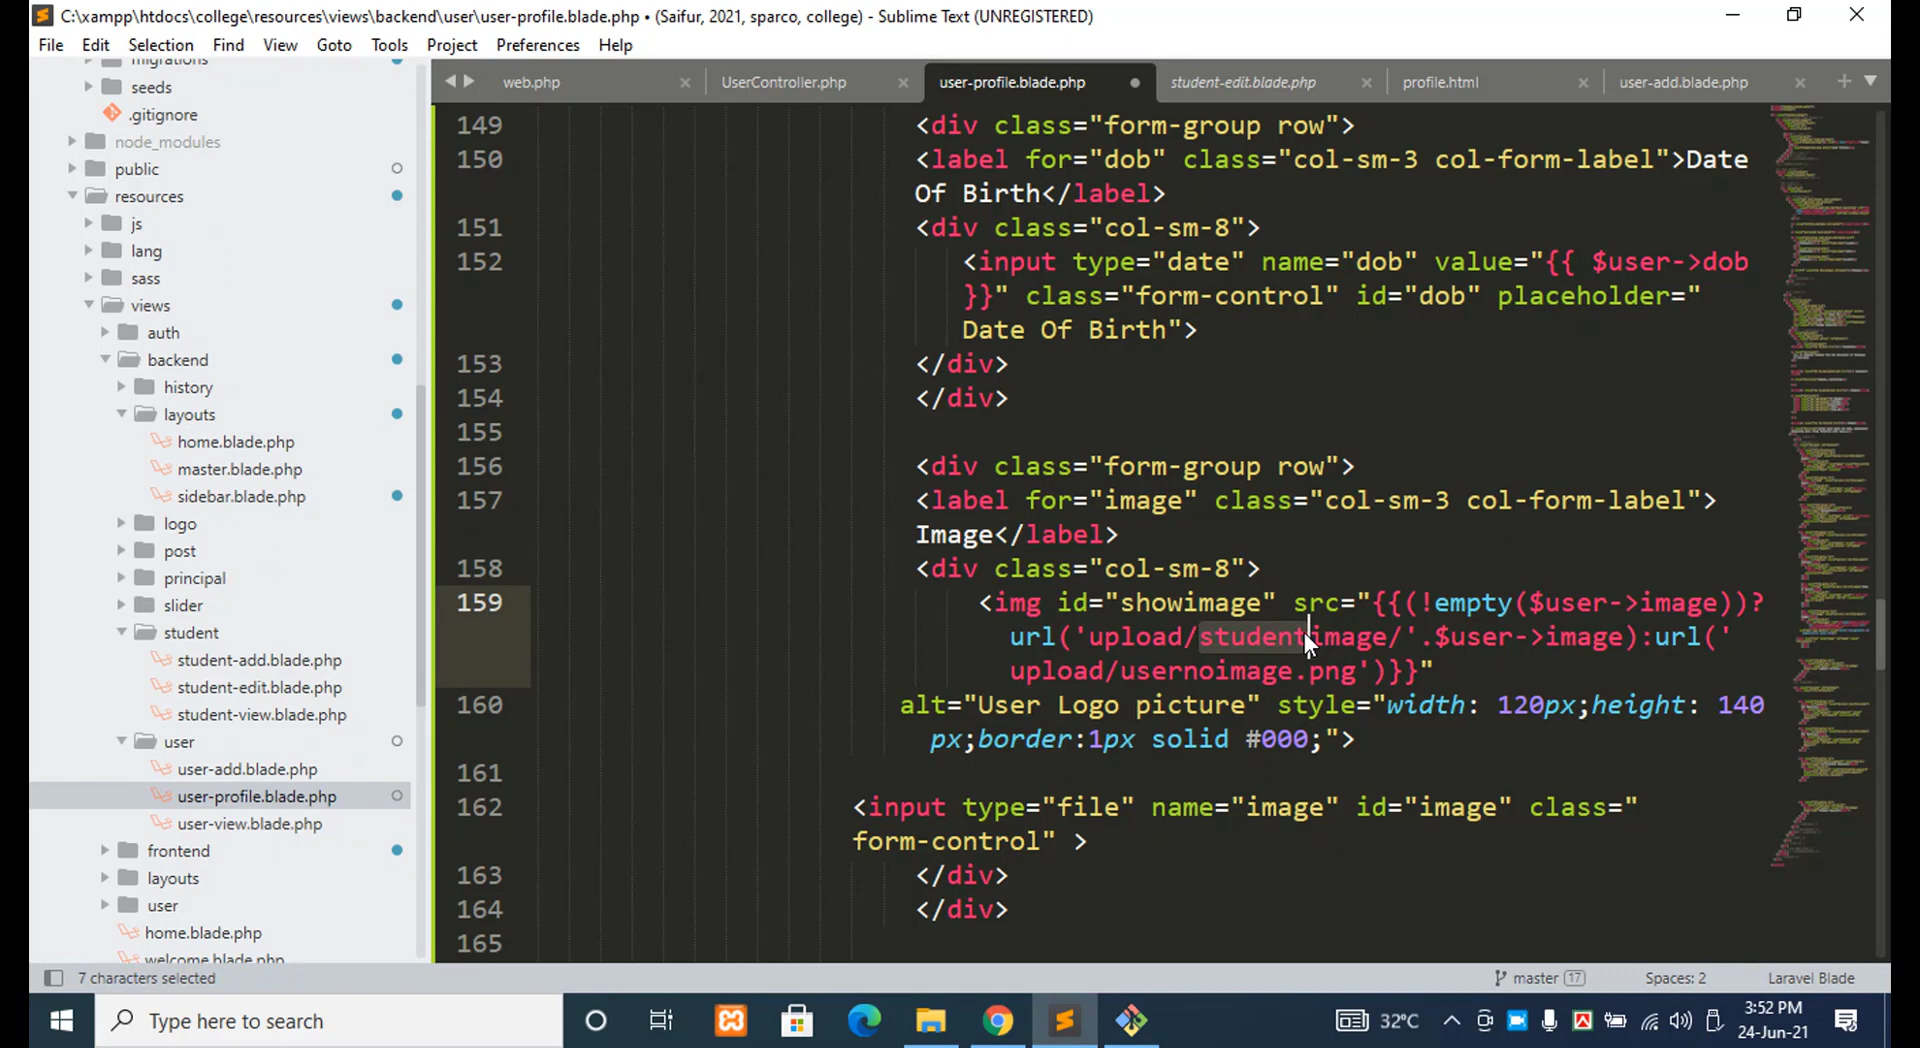 C:\xampp\htdocs\college\resources\views\backend\user\user-profile.blade.php • (Saifur, 2021, sparco, college) - Sublime Text (UNREGISTERED)
File Edit Selection Find View Goto Tools Project Preferences Help
web.php UserController.php user-profile.blade.php student-edit.blade.php profile.html user-add.blade.php
migrations
seeds
.gitignore
node_modules
public
resources
js
lang
sass
views
auth
backend
history
layouts
home.blade.php
master.blade.php
sidebar.blade.php
logo
post
principal
slider
student
student-add.blade.php
student-edit.blade.php
student-view.blade.php
user
user-add.blade.php
user-profile.blade.php
user-view.blade.php
frontend
layouts
user
home.blade.php
welcome.blade.php
149 <div class="form-group row">
150 <label for="dob" class="col-sm-3 col-form-label">Date
Of Birth</label>
151 <div class="col-sm-8">
152 <input type="date" name="dob" value="{{ $user->dob
}}" class="form-control" id="dob" placeholder="
Date Of Birth">
153 </div>
154 </div>
155
156 <div class="form-group row">
157 <label for="image" class="col-sm-3 col-form-label">
Image</label>
158 <div class="col-sm-8">
159 <img id="showimage" src="{{(!empty($user->image))?
url('upload/studentimage/'.$user->image):url('
upload/usernoimage.png')}}"
160 alt="User Logo picture" style="width: 120px;height: 140
px;border:1px solid #000;">
161
162 <input type="file" name="image" id="image" class="
form-control" >
163 </div>
164 </div>
165
7 characters selected
master 17 Spaces: 2 Laravel Blade
Type here to search
32°C
3:52 PM
24-Jun-21